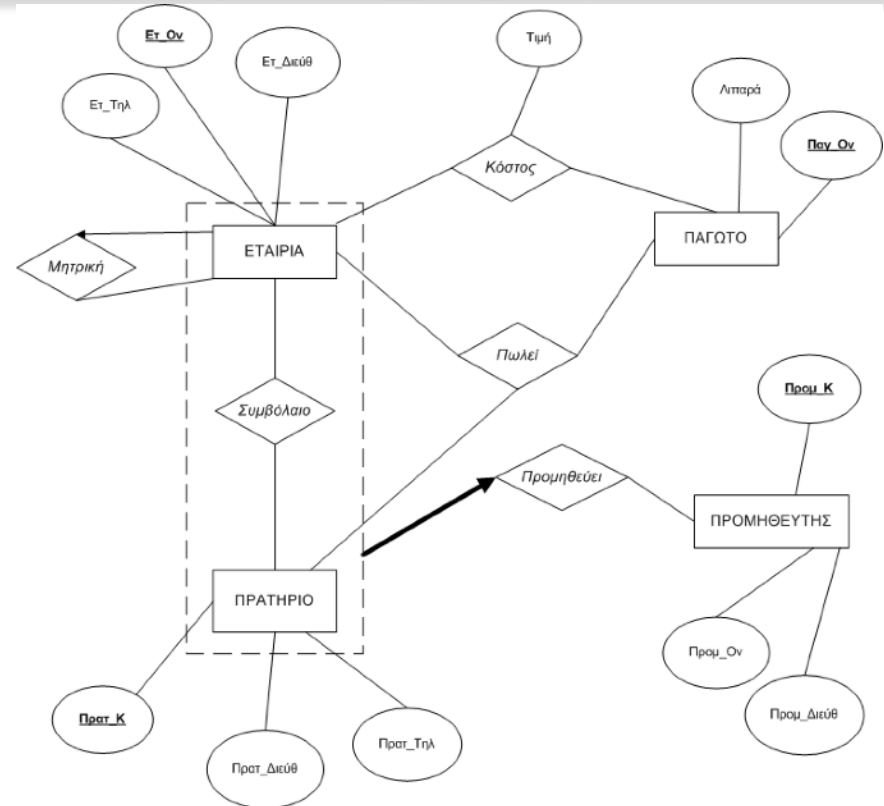 Ετ_Ον
Τιμή
Ετ_Διεύθ
Ετ_Τηλ
Λιπαρά
Παγ_Ον
Κόστος
ΕΤΑΙΡΙΑ
ΠΑΓΩΤΟ
Μητρική
Πωλεί
Προμ_Κ
Συμβόλαιο
Προμηθεύει
ΠΡΟΜΗΘΕΥΤΗΣ
ΠΡΑΤΗΡΙΟ
Προμ_Ον
Πρατ_Κ
Προμ_Διεύθ
Πρατ_Τηλ
Πρατ_Διεύθ